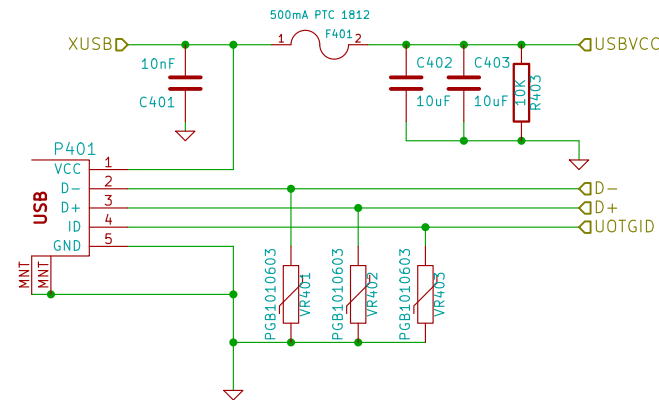 500mA PTC 1812
F401
XUSB
1
2
USBVCC
10nF
C401
C402
10uF
C403
10uF
10K
R403
P401
USB
VCC
1
D-
2
D+
3
ID
4
GND
5
MNT
MNT
D-
D+
UOTGID
PGB1010603
VR401
PGB1010603
VR402
PGB1010603
VR403